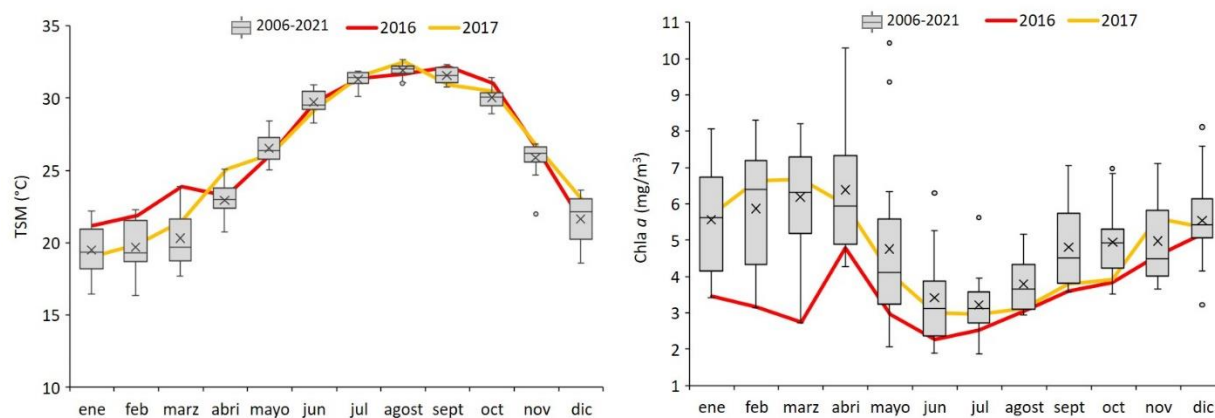 2006-2021 2016 2017
TSM (°C)
35
30
25
20
15
10
ene feb marz abri mayo jun jul agost sept oct nov dic
2006-2021 2016 2017
Chla a (mg/m³)
11
10
9
8
7
6
5
4
3
2
1
ene feb marz abri mayo jun jul agost sept oct nov dic